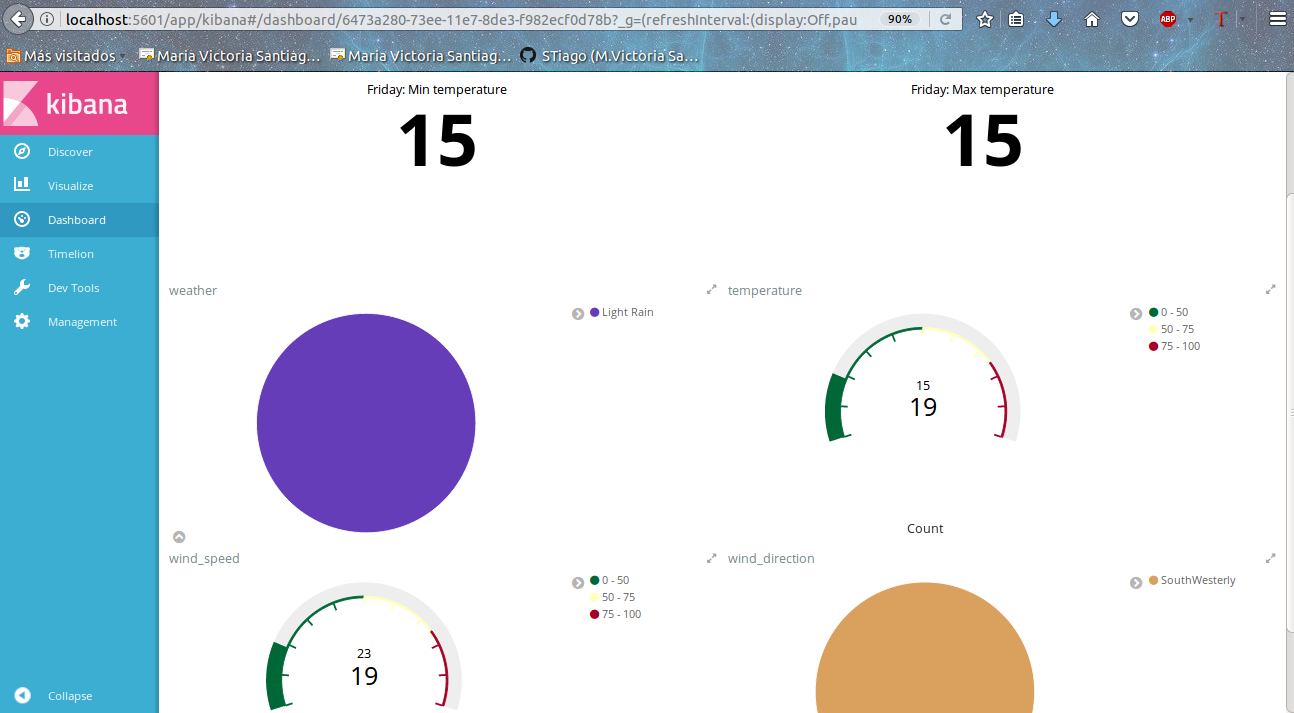 localhost:5601/app/kibana#/dashboard/6473a280-73ee-11e7-8de3-f982ecf0d78b?_g=(refreshInterval:(display:Off,pau 90% ABP T
Más visitados María Victoria Santiag... Maria Victoria Santiag... STiago (M.Victoria Sa...
kibana
Discover
Visualize
Dashboard
Timelion
Dev Tools
Management
Collapse
Friday: Min temperature
15
Friday: Max temperature
15
weather
Light Rain
temperature
0 - 50
50 - 75
75 - 100
15
19
Count
wind_speed
0 - 50
50 - 75
75 - 100
23
19
wind_direction
SouthWesterly